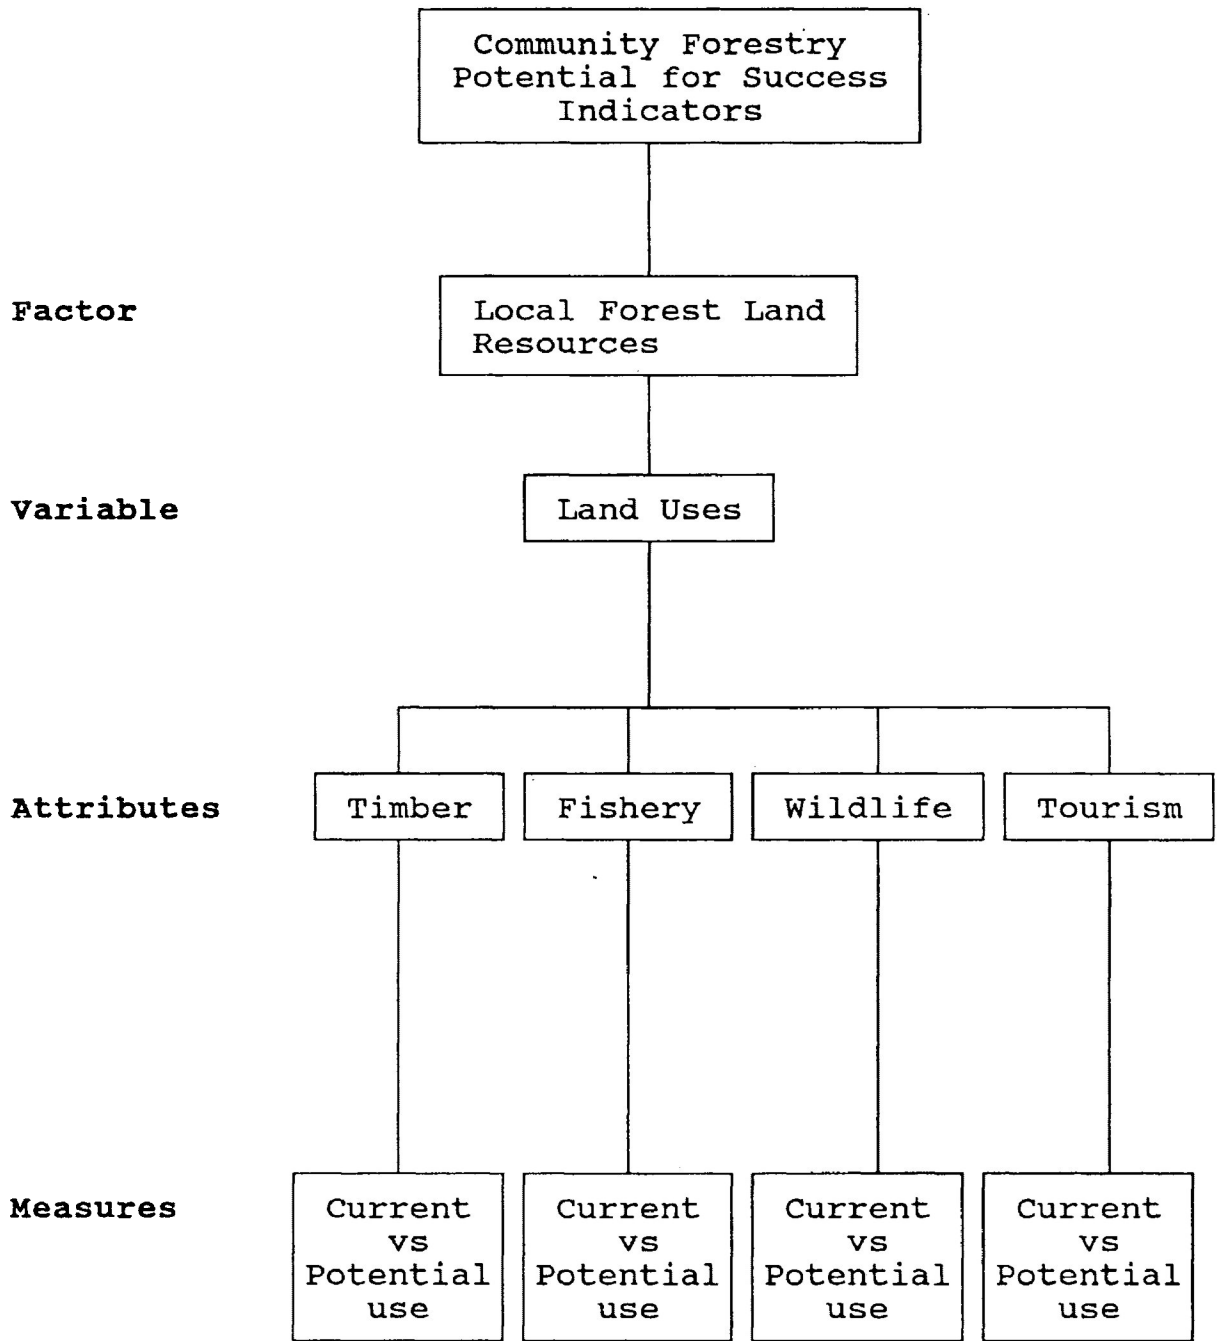 Community Forestry
Potential for Success
Indicators
Factor
Local Forest Land
Resources
Variable
Land Uses
Attributes
Timber
Fishery
Wildlife
Tourism
Measures
Current
vs
Potential
use
Current
vs
Potential
use
Current
vs
Potential
use
Current
vs
Potential
use